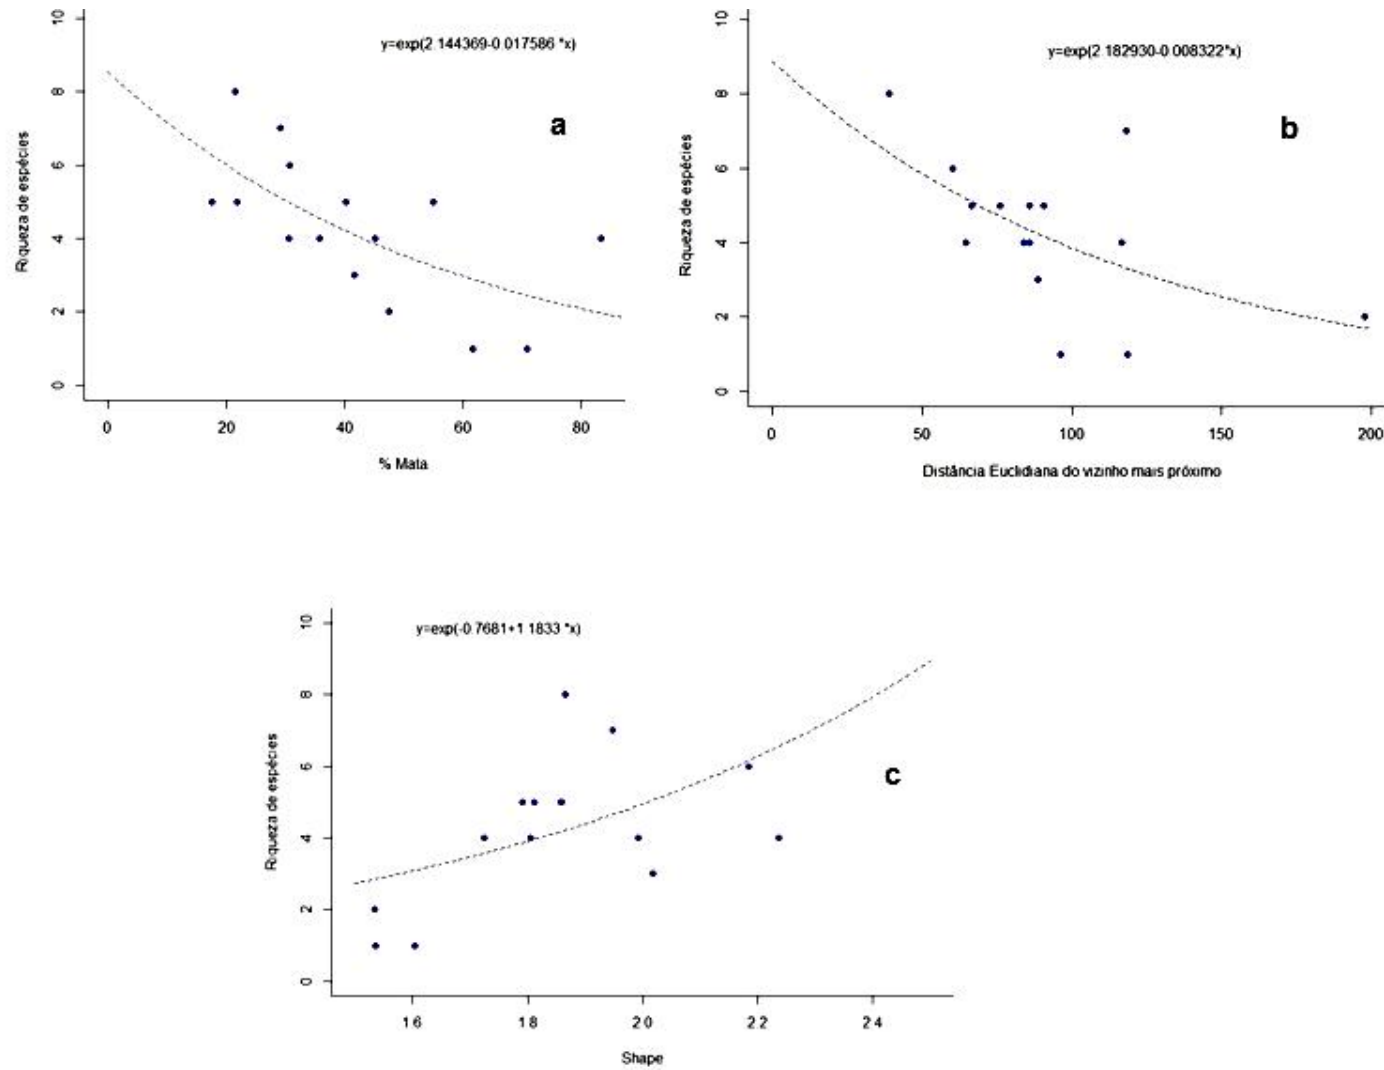 y=exp(2 144369-0 017586 *x)
a
Riqueza de espécies
10
8
6
4
2
0
0 20 40 60 80
% Mata
y=exp(2 182930-0 008322*x)
b
Riqueza de espécies
10
8
6
4
2
0
0 50 100 150 200
Distância Euclidiana do vizinho mais próximo
y=exp(-0 7681+1 1833 *x)
c
Riqueza de espécies
10
8
6
4
2
0
1 6 1 8 2 0 2 2 2 4
Shape